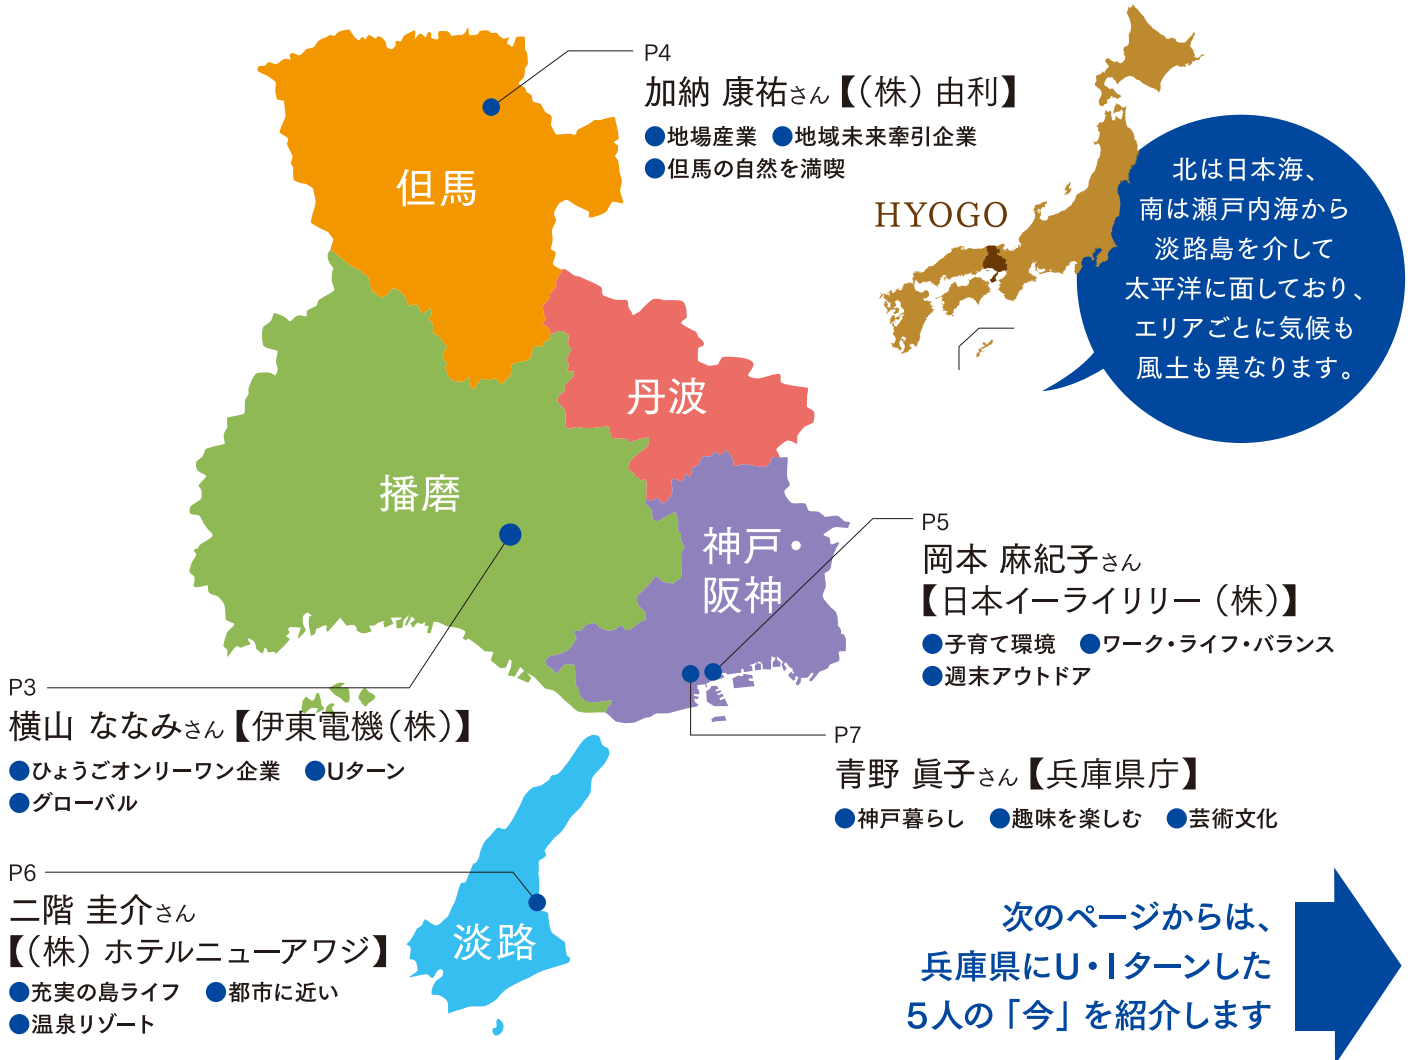 P4
加納 康祐さん【(株) 由利】
●地場産業 ●地域未来牽引企業
●但馬の自然を満喫
HYOGO
北は日本海、
南は瀬戸内海から
淡路島を介して
太平洋に面しており、
エリアごとに気候も
風土も異なります。
但馬
丹波
播磨
神戸・
阪神
P5
岡本 麻紀子さん
【日本イーライリリー (株)】
●子育て環境 ●ワーク・ライフ・バランス
●週末アウトドア
P3
横山 ななみさん【伊東電機(株)】
●ひょうごオンリーワン企業 ●Uターン
●グローバル
P7
青野 眞子さん【兵庫県庁】
●神戸暮らし ●趣味を楽しむ ●芸術文化
P6
二階 圭介さん
【(株) ホテルニューアワジ】
●充実の島ライフ ●都市に近い
●温泉リゾート
淡路
次のページからは、
兵庫県にU・Iターンした
5人の「今」を紹介します